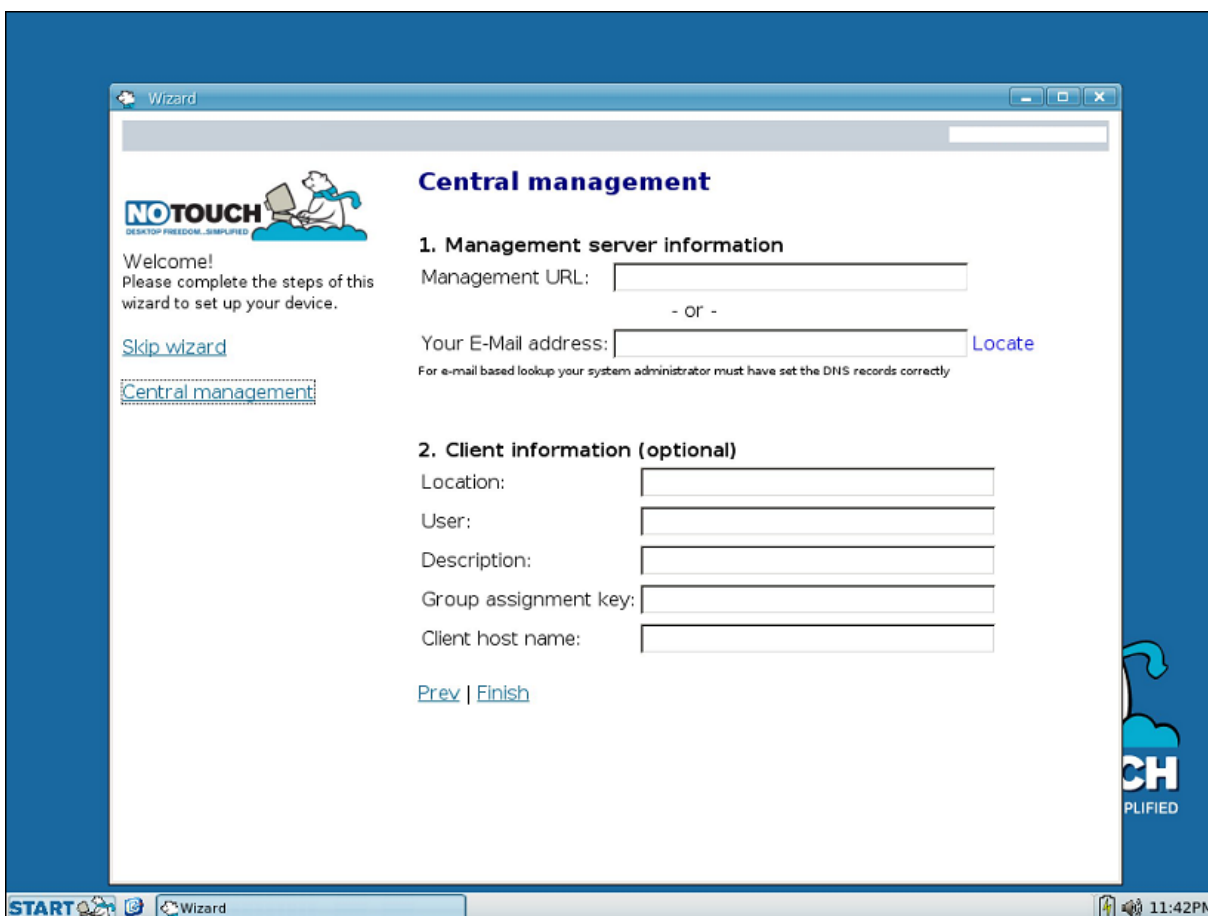 Wizard
NOTOUCH
DESKTOP FREEDOM...SIMPLIFIED
Welcome!
Please complete the steps of this
wizard to set up your device.
Skip wizard
Central management
Central management
1. Management server information
Management URL:
- or -
Your E-Mail address: Locate
For e-mail based lookup your system administrator must have set the DNS records correctly
2. Client information (optional)
Location:
User:
Description:
Group assignment key:
Client host name:
Prev | Finish
CH
PLIFIED
START Wizard 11:42PM